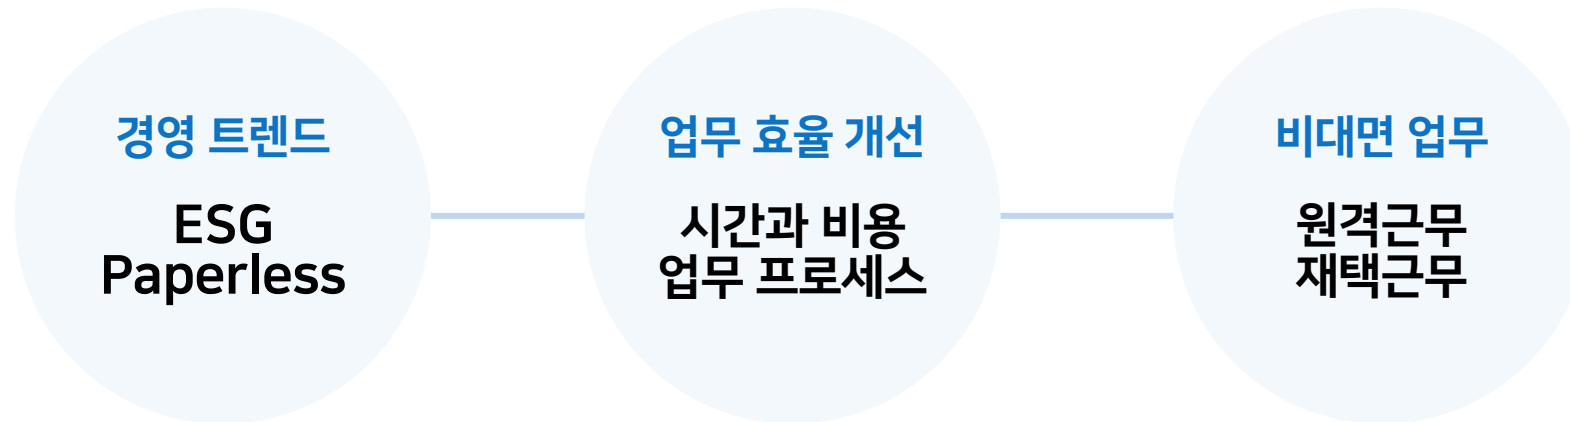 경영 트렌드
ESG
Paperless
업무 효율 개선
시간과 비용
업무 프로세스
비대면 업무
원격근무
재택근무